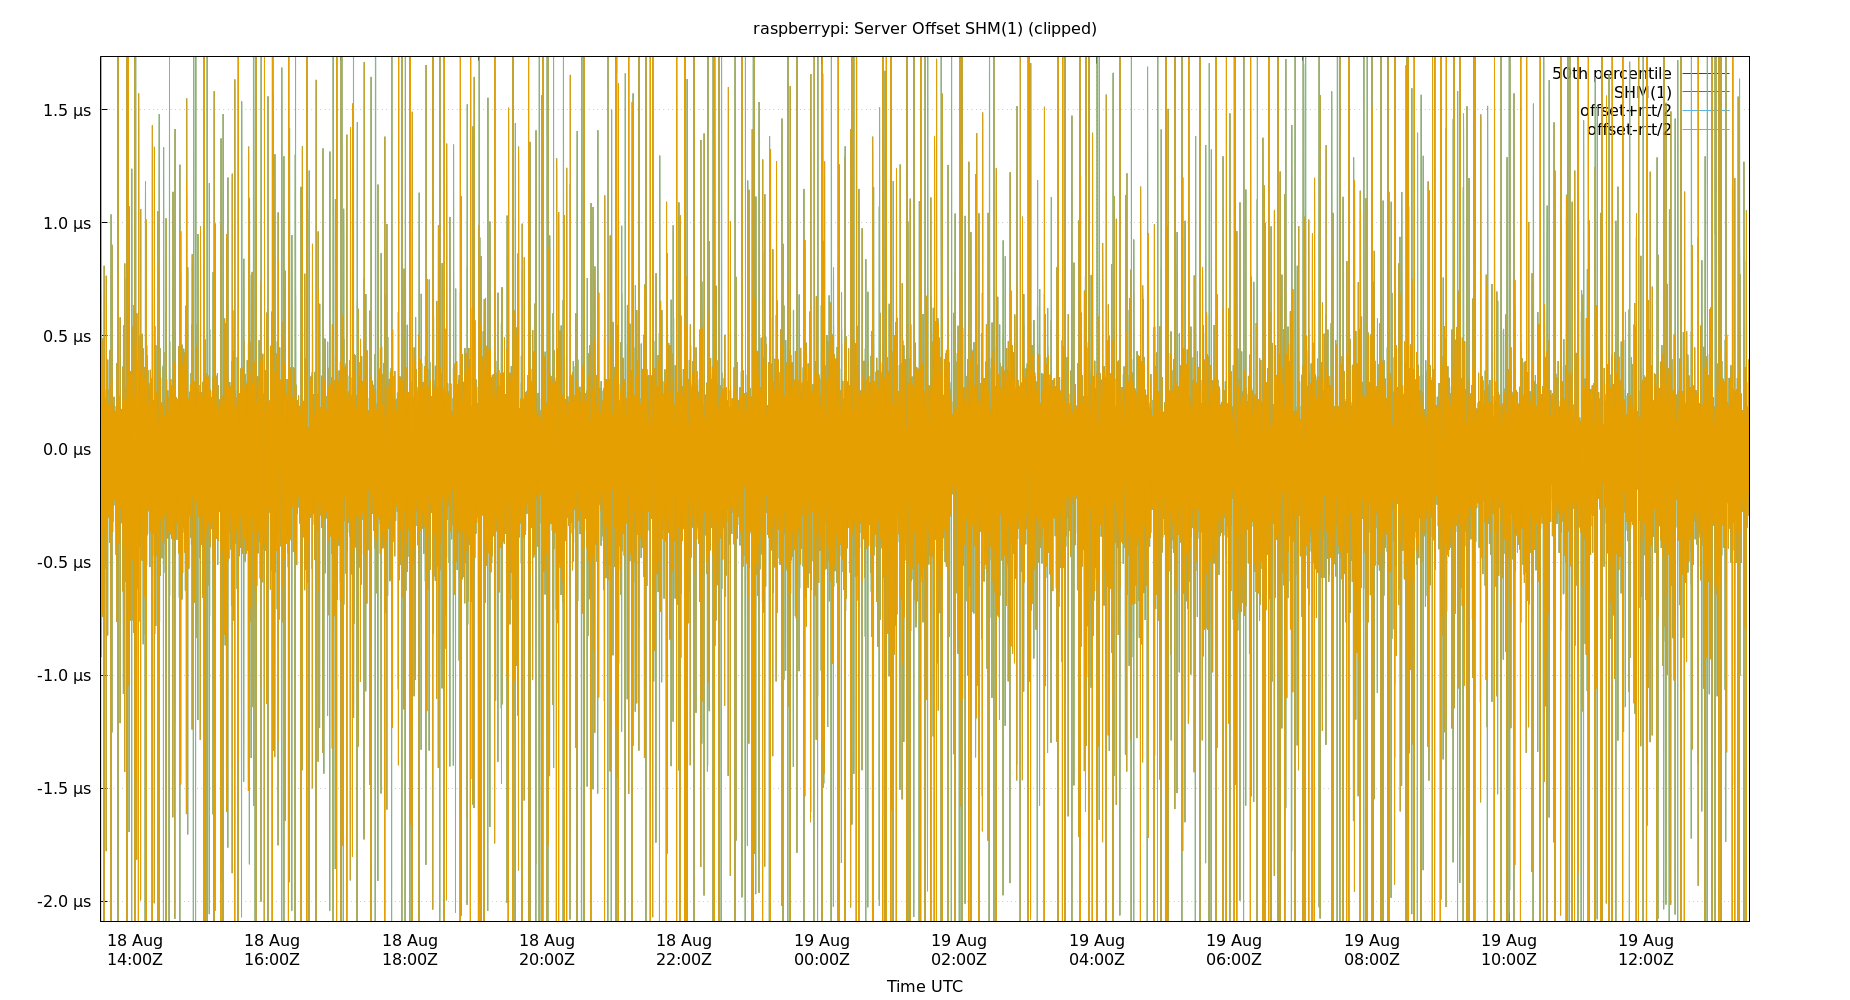 raspberrypi: Server Offset SHM(1) (clipped)
50th percentile
SHM(1)
offset+rtt/2
offset-rtt/2
1.5 µs
1.0 µs
0.5 µs
0.0 µs
-0.5 µs
-1.0 µs
-1.5 µs
-2.0 µs
18 Aug 18 Aug 18 Aug 18 Aug 18 Aug 19 Aug 19 Aug 19 Aug 19 Aug 19 Aug 19 Aug 19 Aug
14:00Z 16:00Z 18:00Z 20:00Z 22:00Z 00:00Z 02:00Z 04:00Z 06:00Z 08:00Z 10:00Z 12:00Z
Time UTC